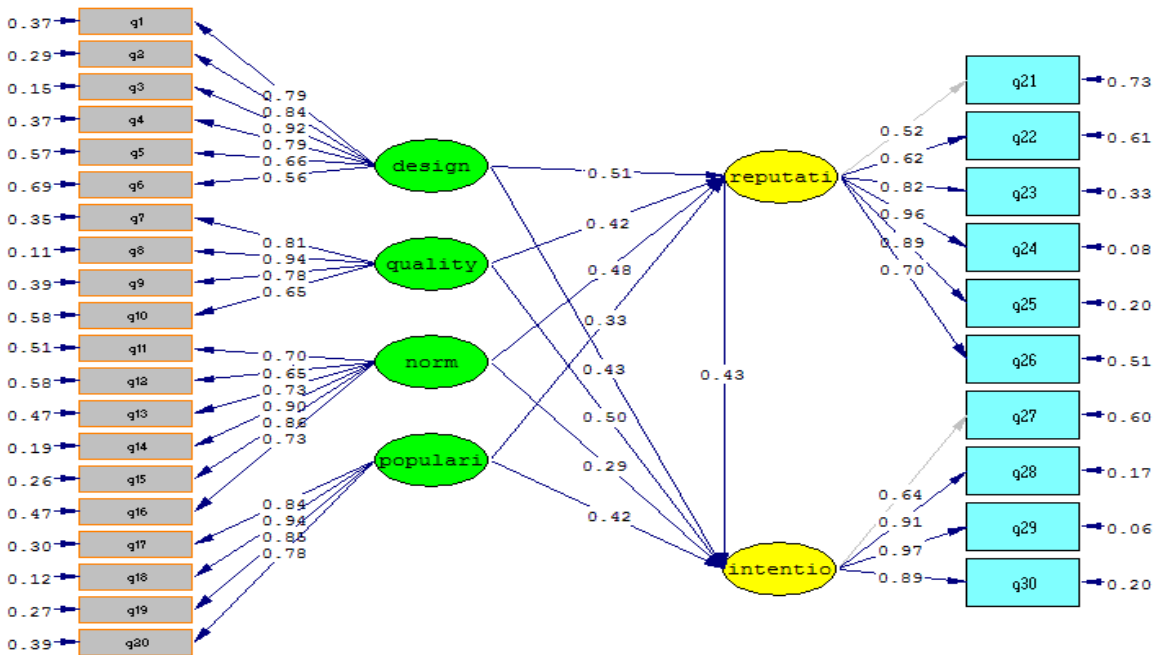 0.37 q1
0.29 q2
0.15 q3
0.37 q4
0.57 q5
0.69 q6
0.35 q7
0.11 q8
0.39 q9
0.58 q10
0.51 q11
0.58 q12
0.47 q13
0.19 q14
0.26 q15
0.47 q16
0.30 q17
0.12 q18
0.27 q19
0.39 q20
0.79
0.84
0.92
0.79
0.66
0.56
0.81
0.94
0.78
0.65
0.70
0.65
0.73
0.90
0.86
0.73
0.84
0.94
0.85
0.78
design
quality
norm
populari
0.51
0.42
0.48
0.33
0.43
0.50
0.29
0.42
0.43
reputati
intentio
0.52
0.62
0.82
0.96
0.89
0.70
0.64
0.91
0.97
0.89
q21 0.73
q22 0.61
q23 0.33
q24 0.08
q25 0.20
q26 0.51
q27 0.60
q28 0.17
q29 0.06
q30 0.20